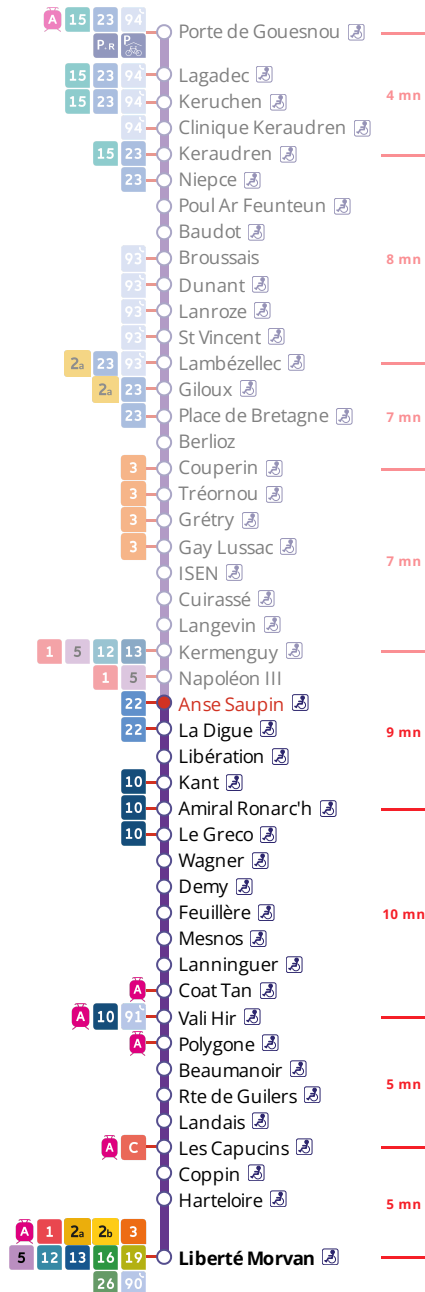 A 15 23 94
P+R P
Porte de Gouesnou
15 23 94 Lagadec
15 23 94 Keruchen
4 mn
94 Clinique Keraudren
15 23 Keraudren
23 Niepce
Poul Ar Feunteun
Baudot
93 Broussais 8 mn
93 Dunant
93 Lanroze
93 St Vincent
2a 23 93 Lambézellec
2a 23 Giloux
23 Place de Bretagne 7 mn
Berlioz
3 Couperin
3 Tréornou
3 Grétry
3 Gay Lussac
7 mn
ISEN
Cuirassé
Langevin
1 5 12 13 Kermenguy
1 5 Napoléon III
22 Anse Saupin
22 La Digue 9 mn
Libération
10 Kant
10 Amiral Ronarc'h
10 Le Greco
Wagner
Demy
Feuillère 10 mn
Mesnos
Lanninguer
A Coat Tan
A 10 91 Vali Hir
A Polygone
Beaumanoir
5 mn
Rte de Guilers
Landais
A C Les Capucins
Coppin
Harteloire 5 mn
A 1 2a 2b 3
5 12 13 16 19 Liberté Morvan
26 90